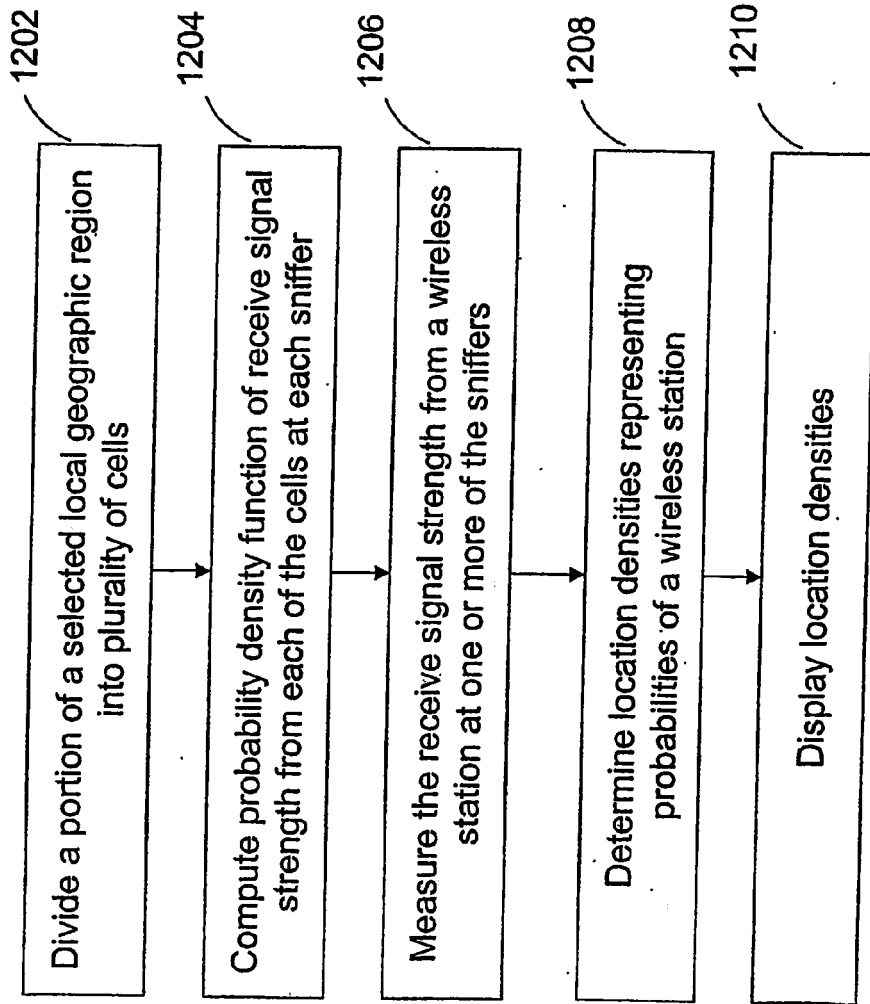 1202
Divide a portion of a selected local geographic region
into plurality of cells
1204
Compute probability density function of receive signal
strength from each of the cells at each sniffer
1206
Measure the receive signal strength from a wireless
station at one or more of the sniffers
1208
Determine location densities representing
probabilities of a wireless station
1210
Display location densities